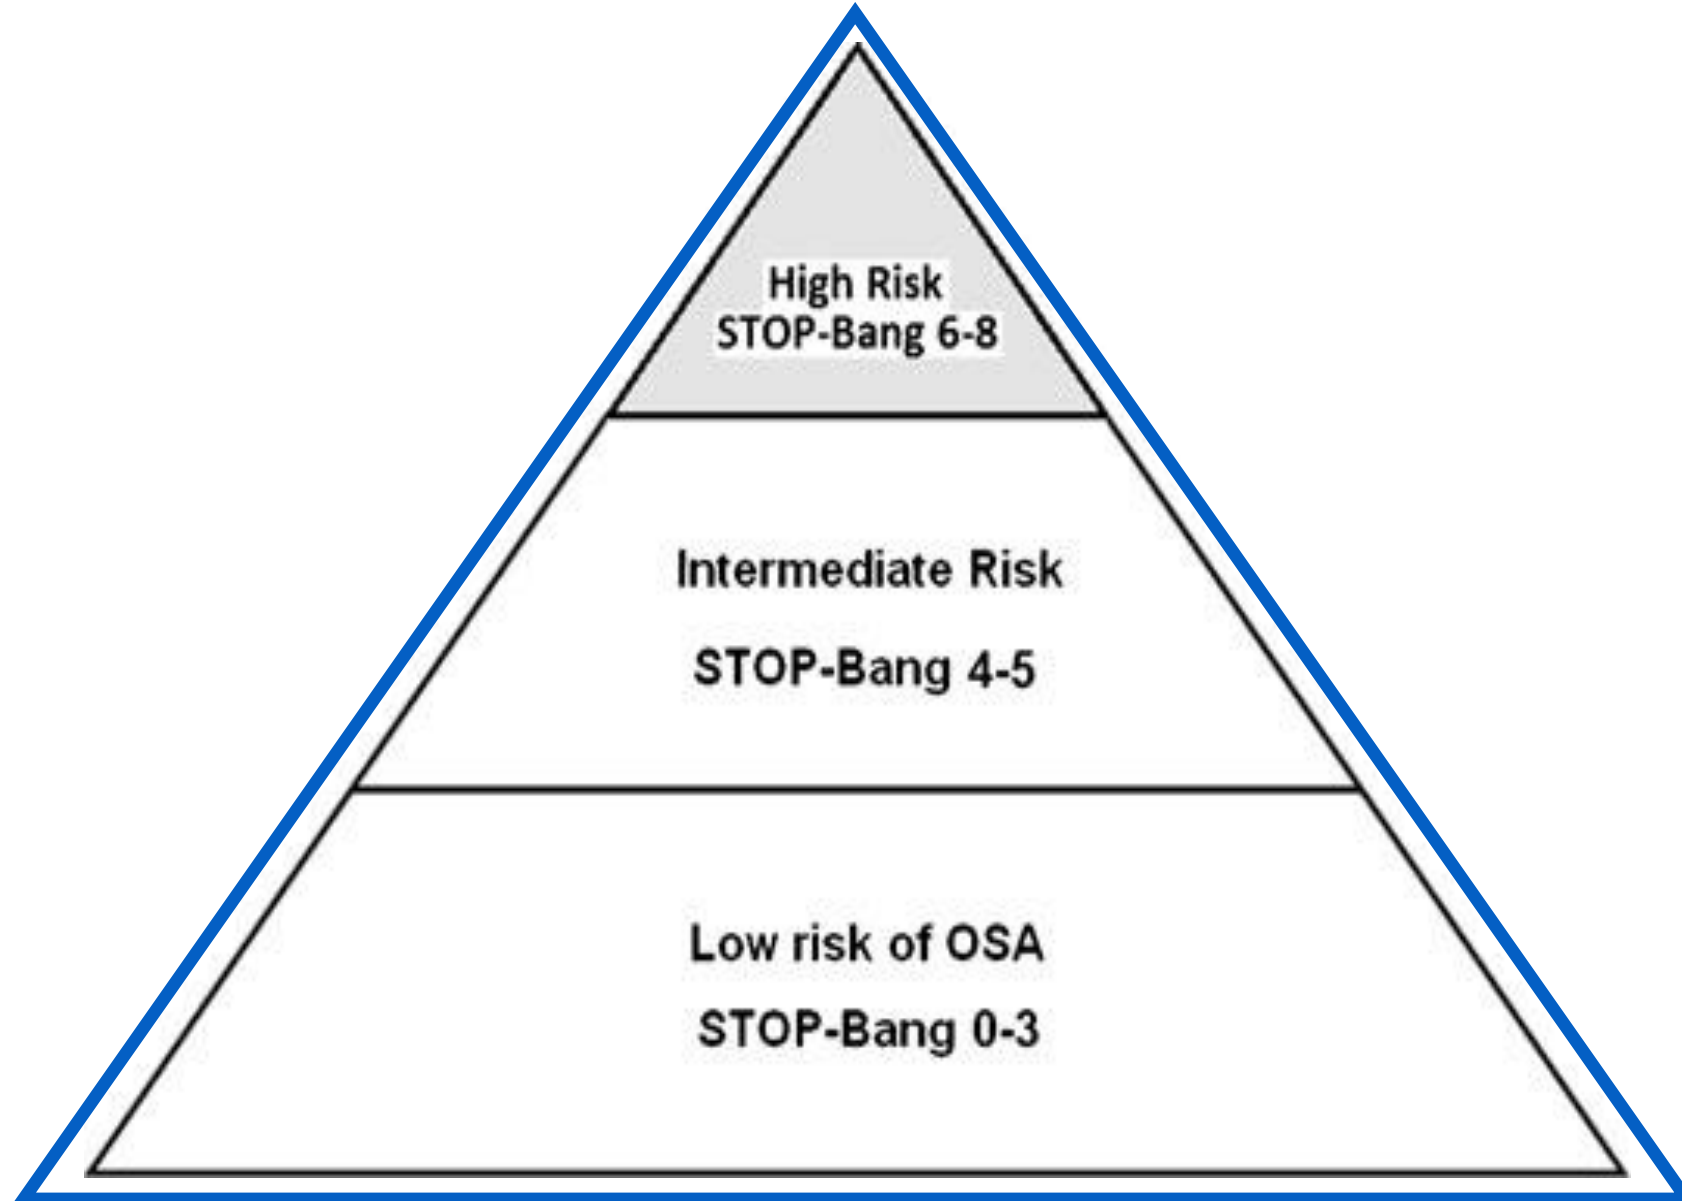 High Risk
STOP-Bang 6-8
Intermediate Risk
STOP-Bang 4-5
Low risk of OSA
STOP-Bang 0-3